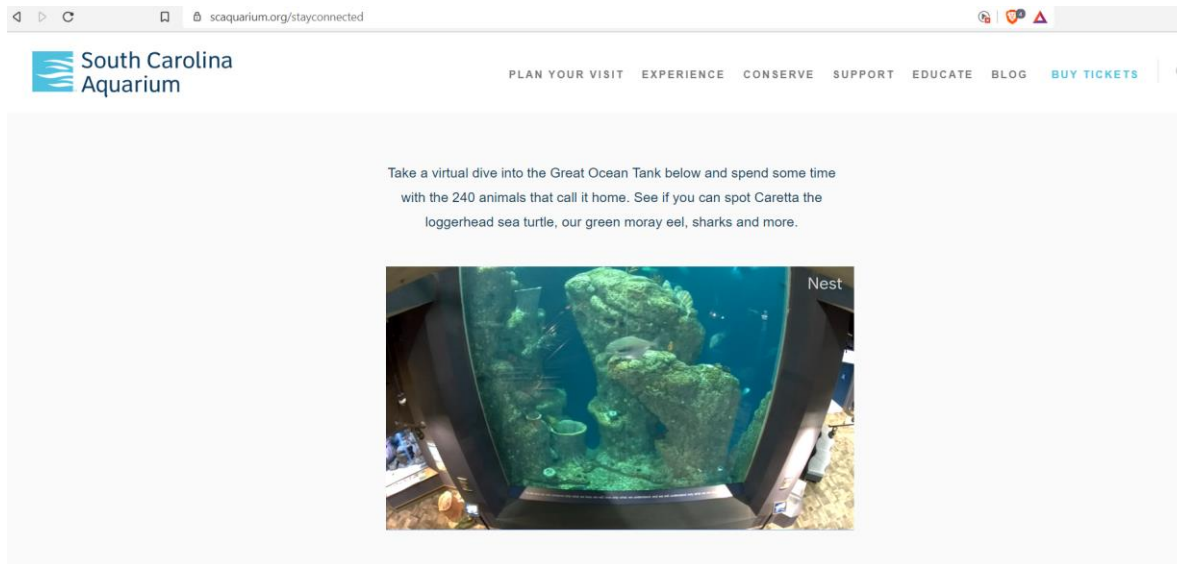 scaquarium.org/stayconnected
South Carolina
Aquarium
PLAN YOUR VISIT EXPERIENCE CONSERVE SUPPORT EDUCATE BLOG BUY TICKETS
Take a virtual dive into the Great Ocean Tank below and spend some time
with the 240 animals that call it home. See if you can spot Caretta the
loggerhead sea turtle, our green moray eel, sharks and more.
Nest